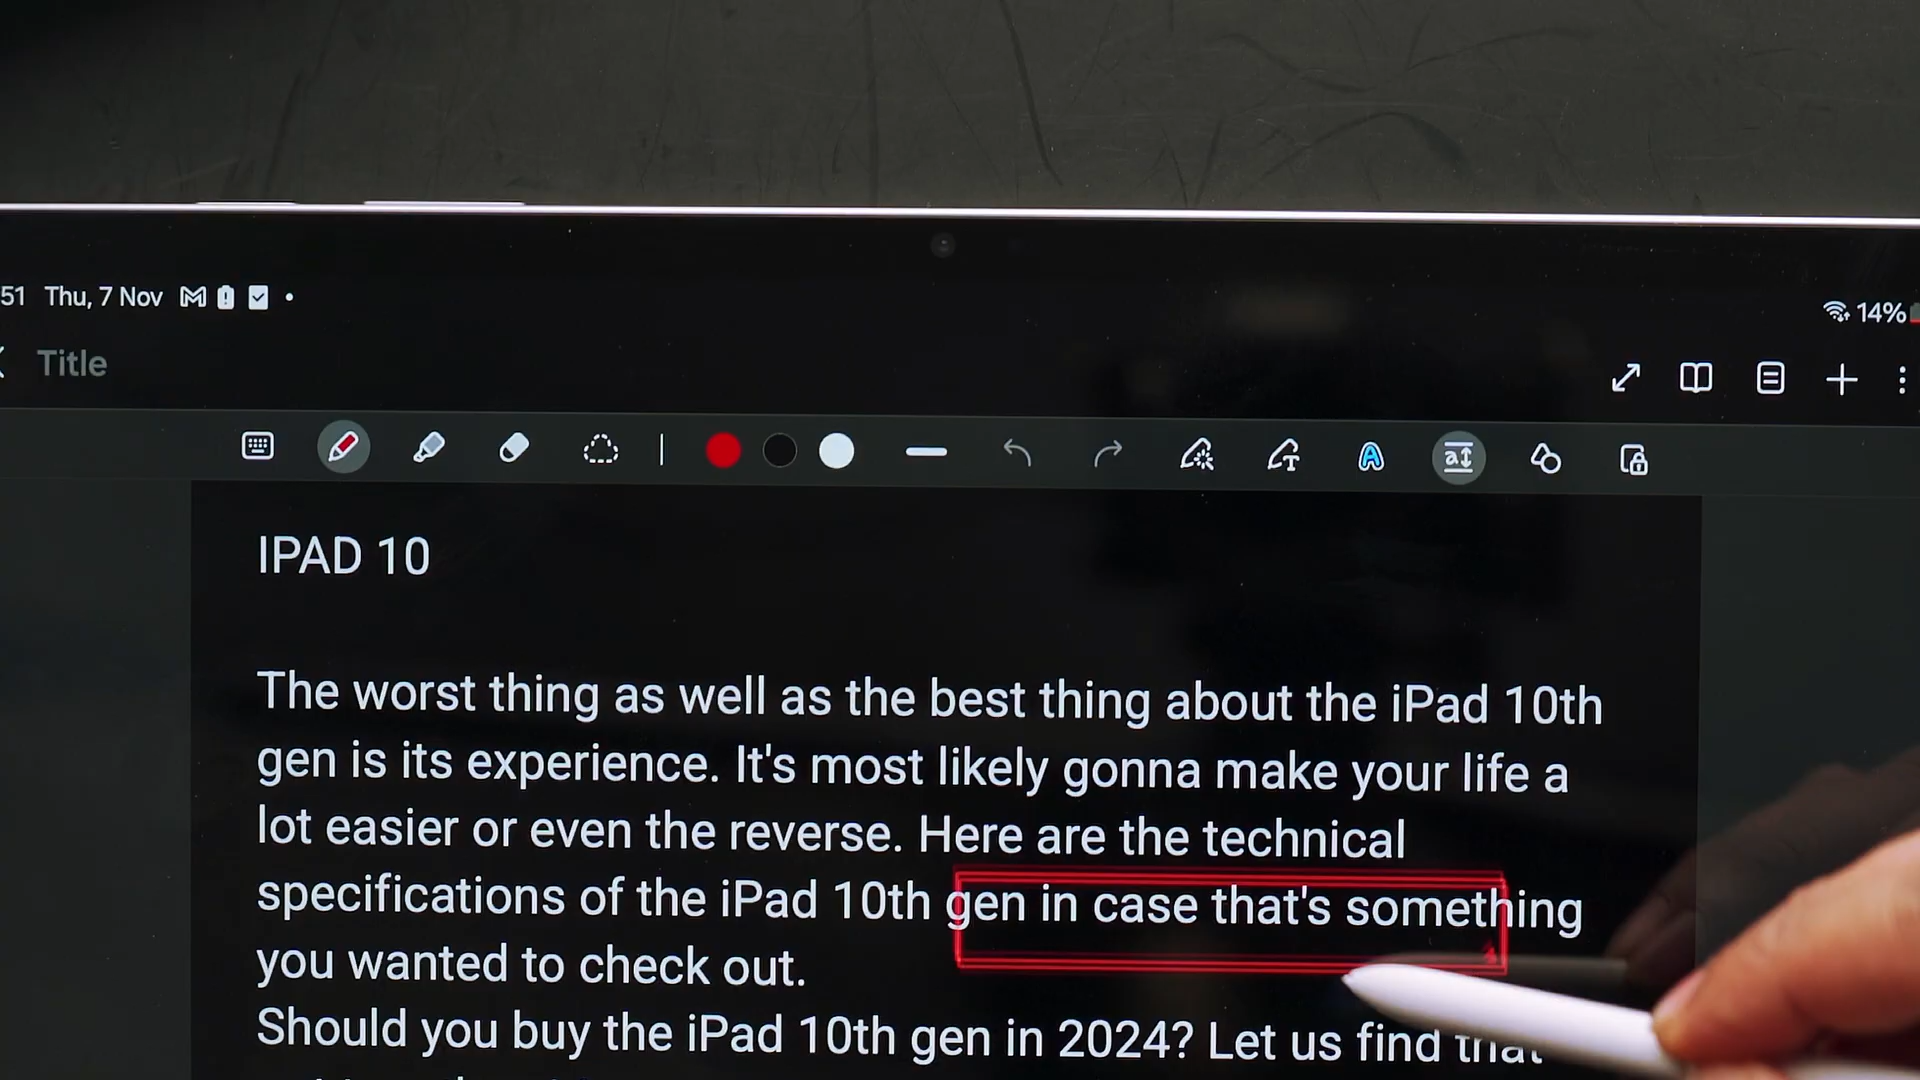 51 Thu, 7 Nov
14%
Title
IPAD 10
The worst thing as well as the best thing about the iPad 10th
gen is its experience. It's most likely gonna make your life a
lot easier or even the reverse. Here are the technical
specifications of the iPad 10th gen in case that's something
you wanted to check out.
Should you buy the iPad 10th gen in 2024? Let us find that